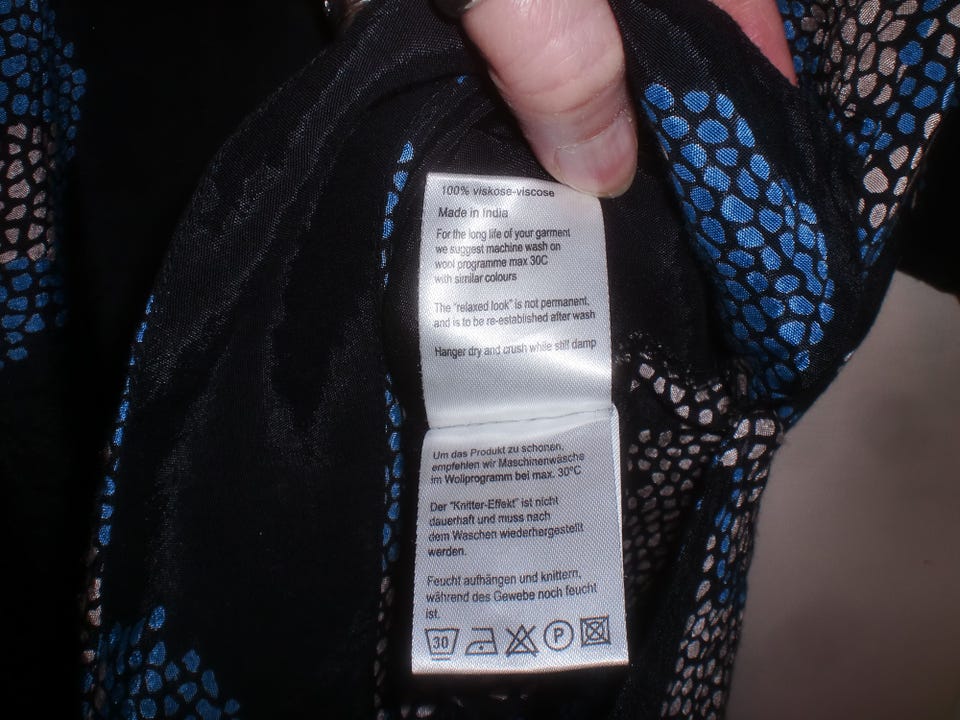 100% viskose-viscose
Made in India
For the long life of your garment
we suggest machine wash on
wool programme max 30C
with similar colours
The "relaxed look" is not permanent,
and is to be re-established after wash
Hanger dry and crush while still damp
Um das Produkt zu schonen,
empfehlen wir Maschinenwäsche
im Wollprogramm bei max. 30°C
Der "Knitter-Effekt" ist nicht
dauerhaft und muss nach
dem Waschen wiederhergestellt
werden.
Feucht aufhängen und knittern,
während des Gewebe noch feucht
ist.
30 P